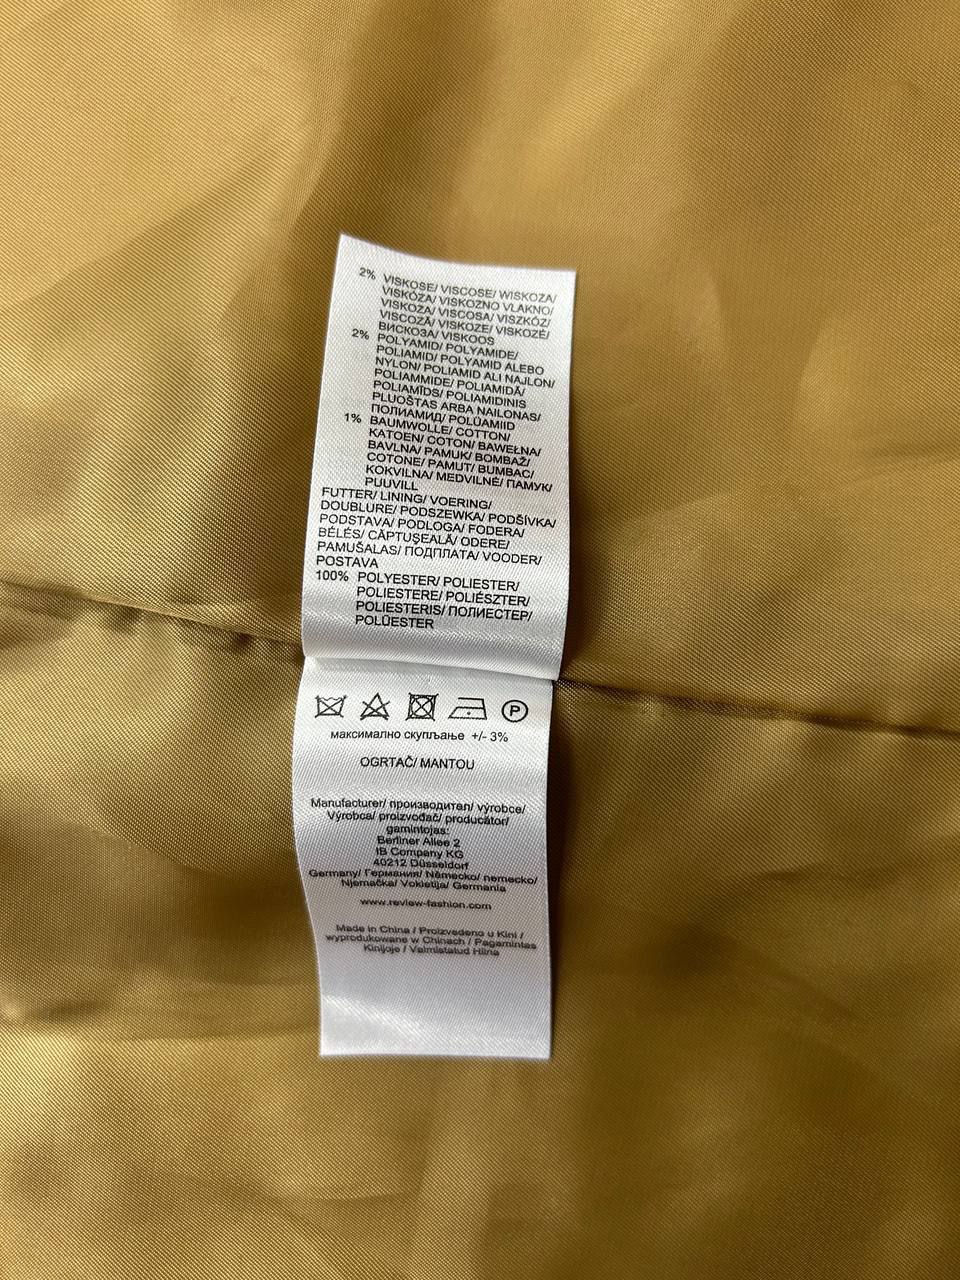 2% VISKOSE/ VISCOSE/ WISKOZA/
VISKÓZA/ VISKOZNO VLAKNO/
VISKOZA/ VISCOSA/ VISZKÓZ/
VISCOZĂ/ VISKOZE/ VISKOZĖ/
ВИСКОЗА/ VISKOOS
2% POLYAMID/ POLYAMIDE/
POLIAMID/ POLYAMID ALEBO
NYLON/ POLIAMID ALI NAJLON/
POLIAMMIDE/ POLIAMIDĂ/
POLIAMĪDS/ POLIAMIDINIS
PLUOŠTAS ARBA NAILONAS/
ПОЛИАМИД/ POLÜAMIID
1% BAUMWOLLE/ COTTON/
KATOEN/ COTON/ BAWEŁNA/
BAVLNA/ PAMUK/ BOMBAŽ/
COTONE/ PAMUT/ BUMBAC/
KOKVILNA/ MEDVILNĖ/ ПАМУК/
PUUVILL
FUTTER/ LINING/ VOERING/
DOUBLURE/ PODSZEWKA/ PODŠÍVKA/
PODSTAVA/ PODLOGA/ FODERA/
BÉLÉS/ CĂPTUŞEALĂ/ ODERE/
PAMUŠALAS/ ПОДПЛАТА/ VOODER/
POSTAVA
100% POLYESTER/ POLIESTER/
POLIESTERE/ POLIÉSZTER/
POLIESTERIS/ ПОЛИЕСТЕР/
POLÜESTER
P
максимално скупљање +/- 3%
OGRTAČ/ MANTOU
Manufacturer/ производител/ výrobce/
Výrobca/ proizvođač/ producător/
gamintojas:
Berliner Allee 2
IB Company KG
40212 Düsseldorf
Germany/ Германия/ Německo/ nemecko/
Njemačka/ Vokietija/ Germania
www.review-fashion.com
Made in China / Proizvedeno u Kini /
wyprodukowane w Chinach / Pagamintas
Kinijoje / Valmistatud Hiina